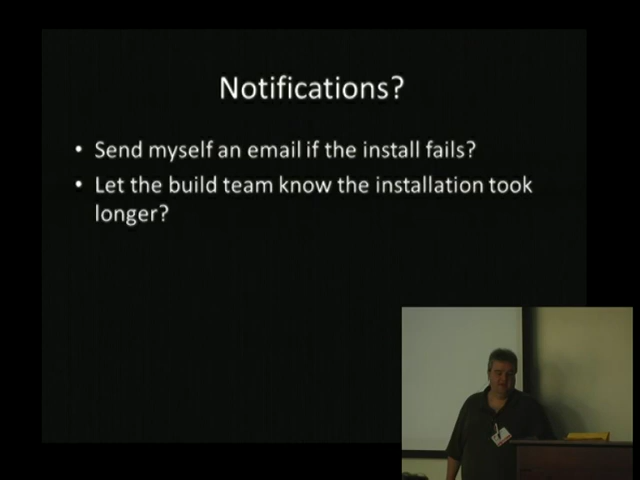 Notifications?
• Send myself an email if the install fails?
• Let the build team know the installation took
longer?